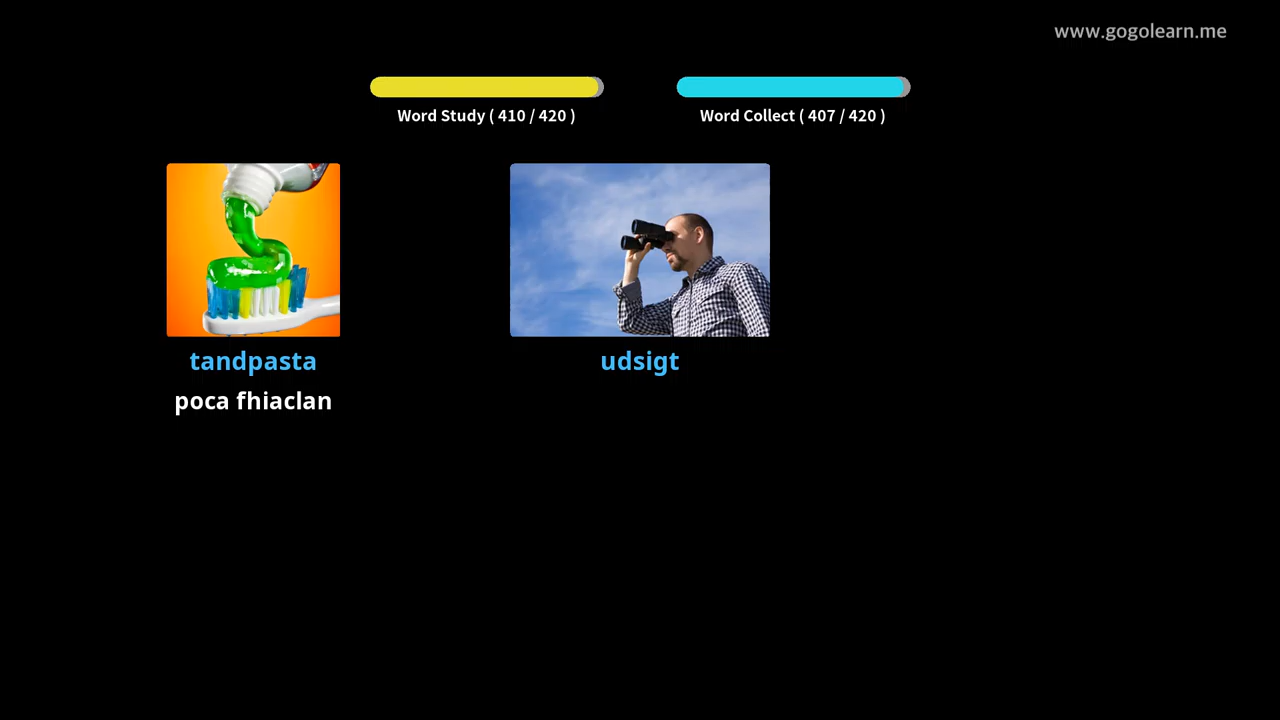 www.gogolearn.me
Word Study ( 410 / 420 )
Word Collect ( 407 / 420 )
tandpasta
udsigt
poca fhiaclan